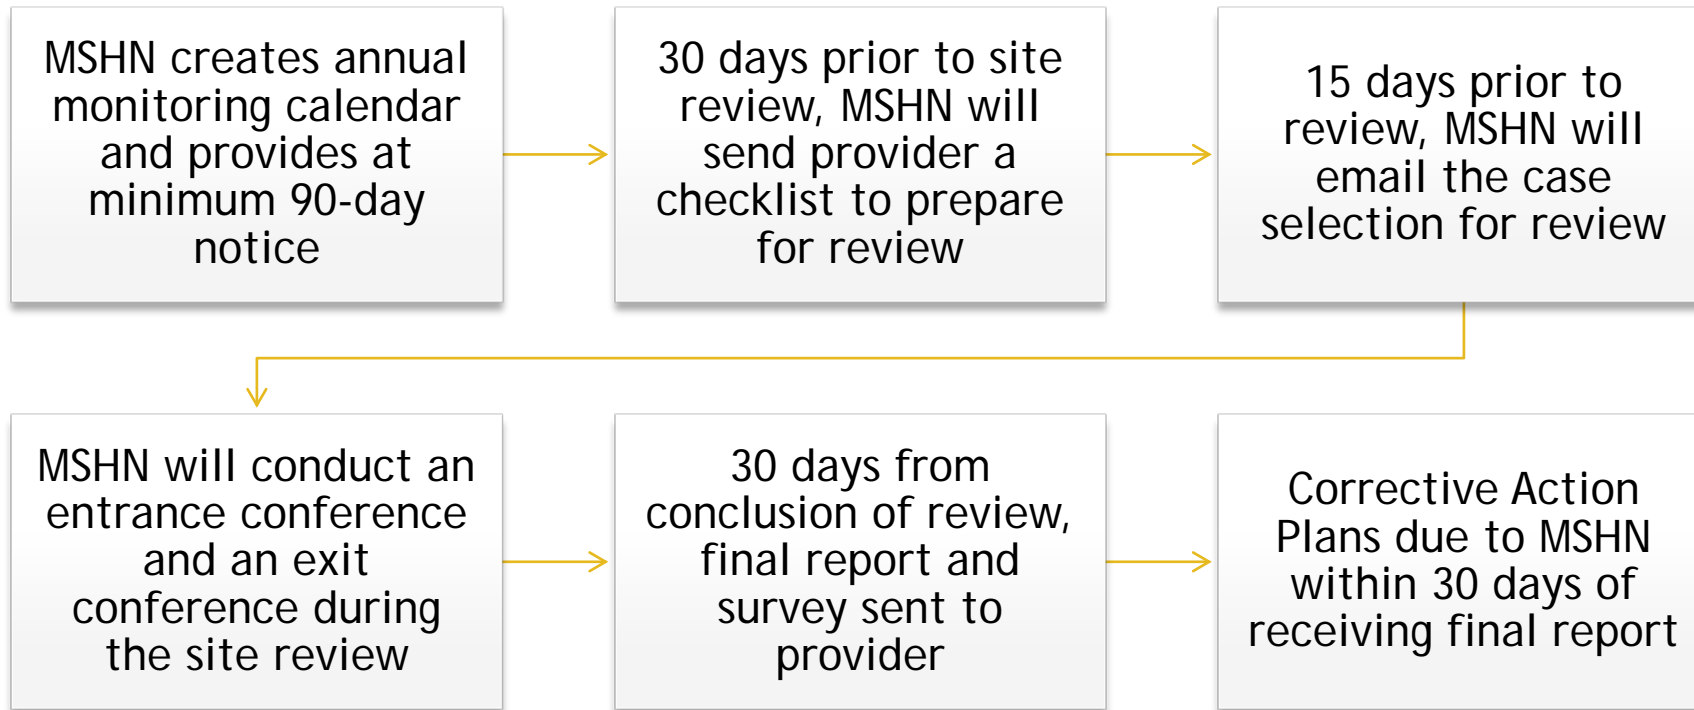 MSHN creates annual
monitoring calendar
and provides at
minimum 90-day
notice
30 days prior to site
review, MSHN will
send provider a
checklist to prepare
for review
15 days prior to
review, MSHN will
email the case
selection for review
MSHN will conduct an
entrance conference
and an exit
conference during
the site review
30 days from
conclusion of review,
final report and
survey sent to
provider
Corrective Action
Plans due to MSHN
within 30 days of
receiving final report